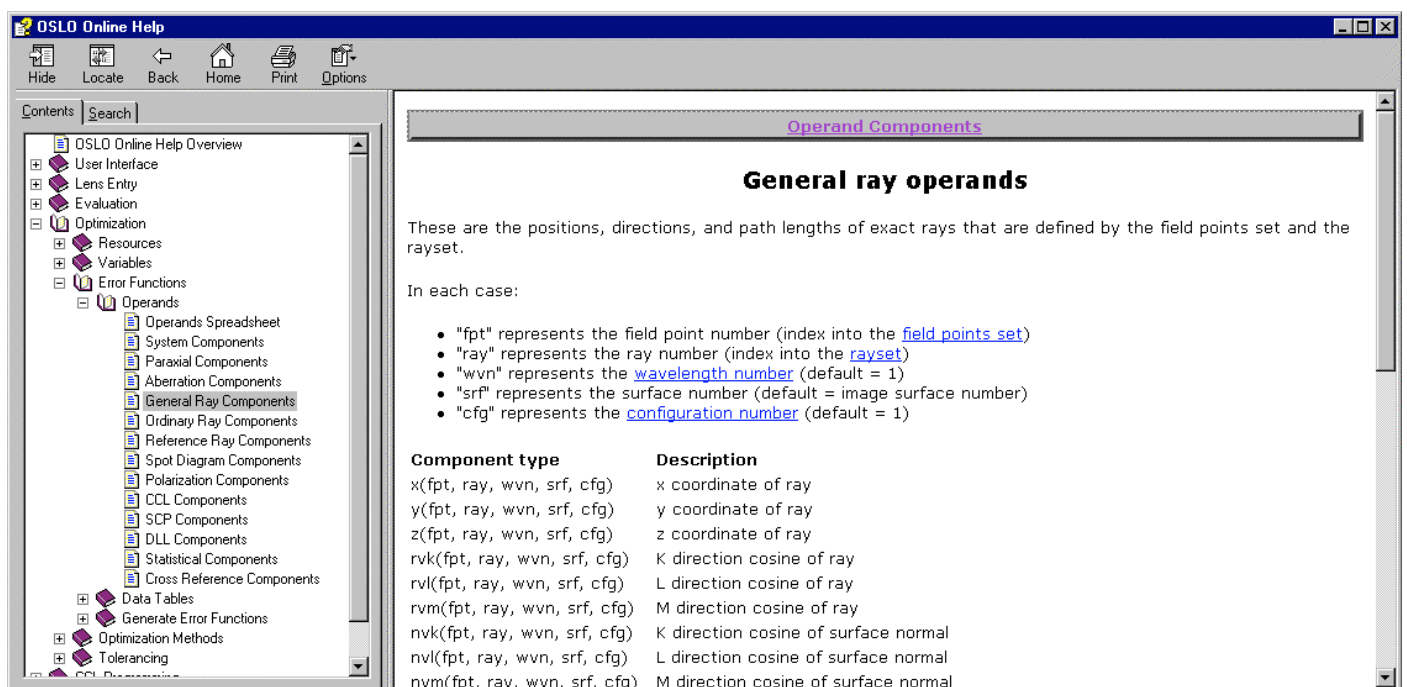 OSLO Online Help
Hide Locate Back Home Print Options
Contents Search
OSLO Online Help Overview
User Interface
Lens Entry
Evaluation
Optimization
Resources
Variables
Error Functions
Operands
Operands Spreadsheet
System Components
Paraxial Components
Aberration Components
General Ray Components
Ordinary Ray Components
Reference Ray Components
Spot Diagram Components
Polarization Components
CCL Components
SCP Components
DLL Components
Statistical Components
Cross Reference Components
Data Tables
Generate Error Functions
Optimization Methods
Tolerancing
CCL Programming
Operand Components
General ray operands
These are the positions, directions, and path lengths of exact rays that are defined by the field points set and the
rayset.
In each case:
• "fpt" represents the field point number (index into the field points set)
• "ray" represents the ray number (index into the rayset)
• "wvn" represents the wavelength number (default = 1)
• "srf" represents the surface number (default = image surface number)
• "cfg" represents the configuration number (default = 1)
Component type Description
x(fpt, ray, wvn, srf, cfg) x coordinate of ray
y(fpt, ray, wvn, srf, cfg) y coordinate of ray
z(fpt, ray, wvn, srf, cfg) z coordinate of ray
rvk(fpt, ray, wvn, srf, cfg) K direction cosine of ray
rvl(fpt, ray, wvn, srf, cfg) L direction cosine of ray
rvm(fpt, ray, wvn, srf, cfg) M direction cosine of ray
nvk(fpt, ray, wvn, srf, cfg) K direction cosine of surface normal
nvl(fpt, ray, wvn, srf, cfg) L direction cosine of surface normal
nvm(fpt, ray, wvn, srf, cfg) M direction cosine of surface normal